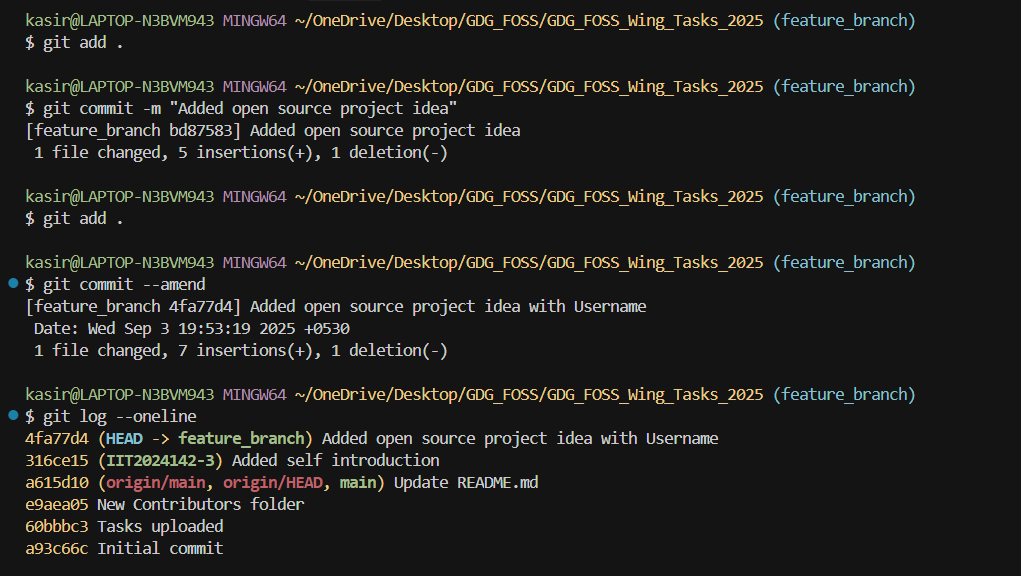 kasir@LAPTOP-N3BVM943 MINGW64 ~/OneDrive/Desktop/GDG_FOSS/GDG_FOSS_Wing_Tasks_2025 (feature_branch)
$ git add .
kasir@LAPTOP-N3BVM943 MINGW64 ~/OneDrive/Desktop/GDG_FOSS/GDG_FOSS_Wing_Tasks_2025 (feature_branch)
$ git commit -m "Added open source project idea"
[feature_branch bd87583] Added open source project idea
1 file changed, 5 insertions(+), 1 deletion(-)
kasir@LAPTOP-N3BVM943 MINGW64 ~/OneDrive/Desktop/GDG_FOSS/GDG_FOSS_Wing_Tasks_2025 (feature_branch)
$ git add .
kasir@LAPTOP-N3BVM943 MINGW64 ~/OneDrive/Desktop/GDG_FOSS/GDG_FOSS_Wing_Tasks_2025 (feature_branch)
$ git commit --amend
[feature_branch 4fa77d4] Added open source project idea with Username
Date: Wed Sep 3 19:53:19 2025 +0530
1 file changed, 7 insertions(+), 1 deletion(-)
kasir@LAPTOP-N3BVM943 MINGW64 ~/OneDrive/Desktop/GDG_FOSS/GDG_FOSS_Wing_Tasks_2025 (feature_branch)
$ git log --oneline
4fa77d4 (HEAD -> feature_branch) Added open source project idea with Username
316ce15 (IIT2024142-3) Added self introduction
a615d10 (origin/main, origin/HEAD, main) Update README.md
e9aea05 New Contributors folder
60bbbc3 Tasks uploaded
a93c66c Initial commit